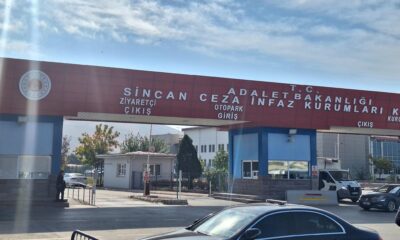 T.C.
ADALET BAKANLIĞI
SİNCAN CEZA İNFAZ KURUMLARI K
ZİYARETÇİ
ÇIKIŞ
OTOPARK
GİRİŞ
ÇIKIŞ